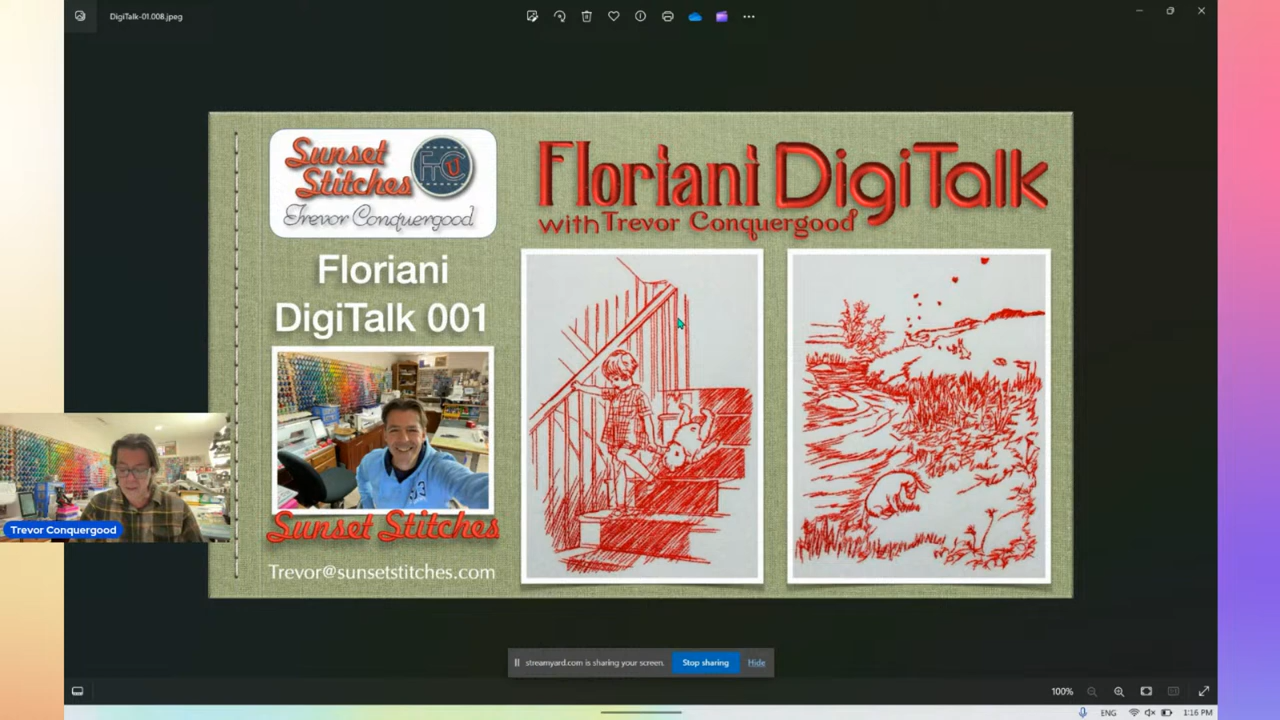 DigiTalk-01.008.jpeg
Sunset
Stitches
FTCU
Trevor Conquergood
Floriani DigiTalk
with Trevor Conquergood
Floriani
DigiTalk 001
Sunset Stitches
Trevor@sunsetstitches.com
Trevor Conquergood
streamyard.com is sharing your screen.
Stop sharing
Hide
100%
ENG
1:16 PM